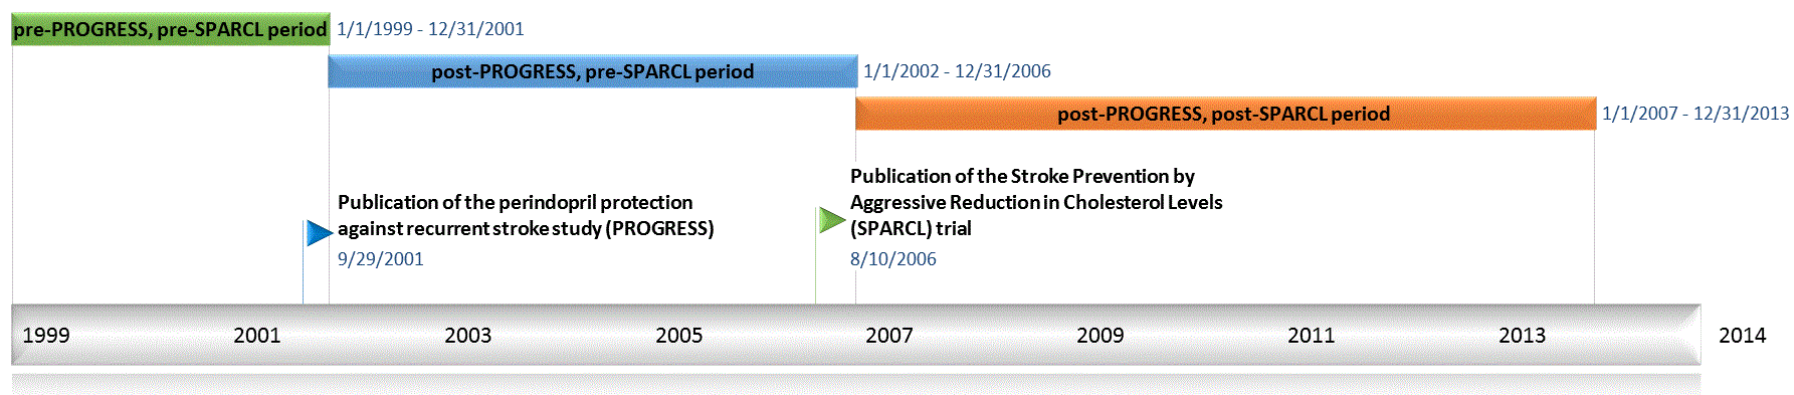 pre-PROGRESS, pre-SPARCL period 1/1/1999 - 12/31/2001
post-PROGRESS, pre-SPARCL period 1/1/2002 - 12/31/2006
post-PROGRESS, post-SPARCL period 1/1/2007 - 12/31/2013
Publication of the perindopril protection
against recurrent stroke study (PROGRESS)
9/29/2001
Publication of the Stroke Prevention by
Aggressive Reduction in Cholesterol Levels
(SPARCL) trial
8/10/2006
1999 2001 2003 2005 2007 2009 2011 2013 2014